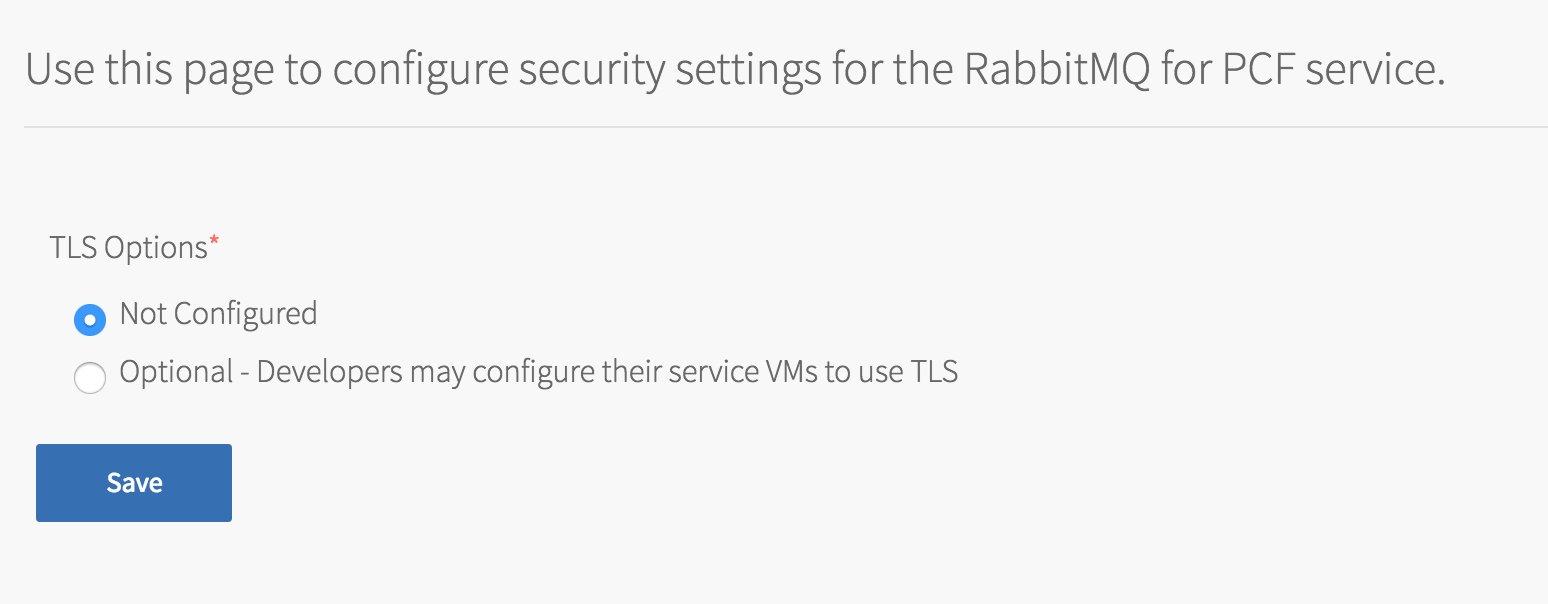 Use this page to configure security settings for the RabbitMQ for PCF service.
TLS Options*
Not Configured
Optional - Developers may configure their service VMs to use TLS
Save